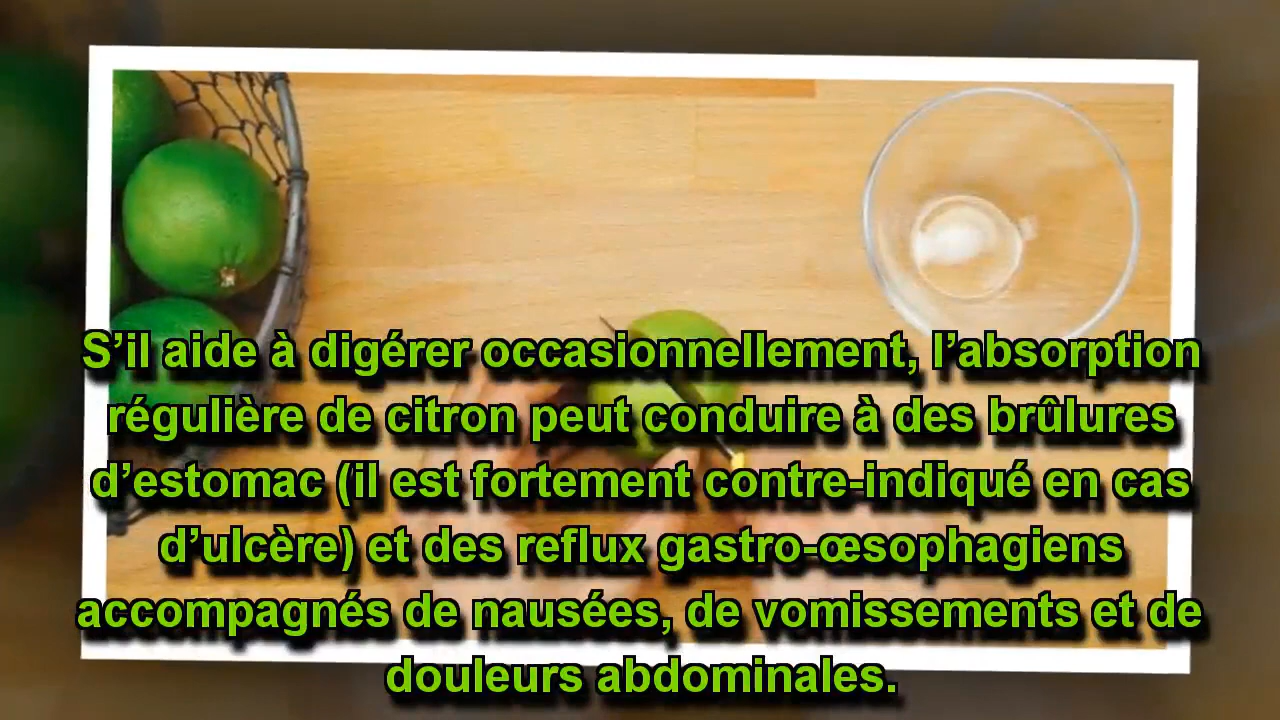 S’il aide à digérer occasionnellement, l’absorption
régulière de citron peut conduire à des brûlures
d’estomac (il est fortement contre-indiqué en cas
d’ulcère) et des reflux gastro-œsophagiens
accompagnés de nausées, de vomissements et de
douleurs abdominales.